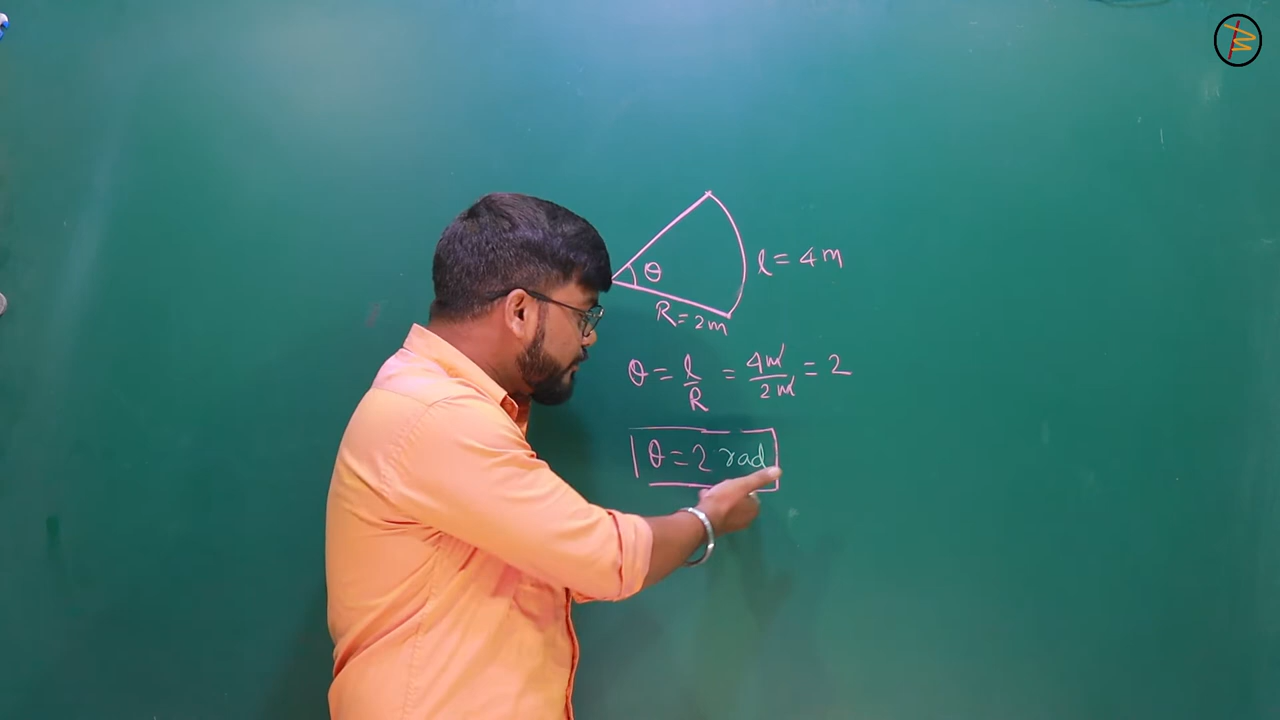 θ
l = 4m
R = 2m
θ = l/R = 4m/2m = 2
θ = 2 rad